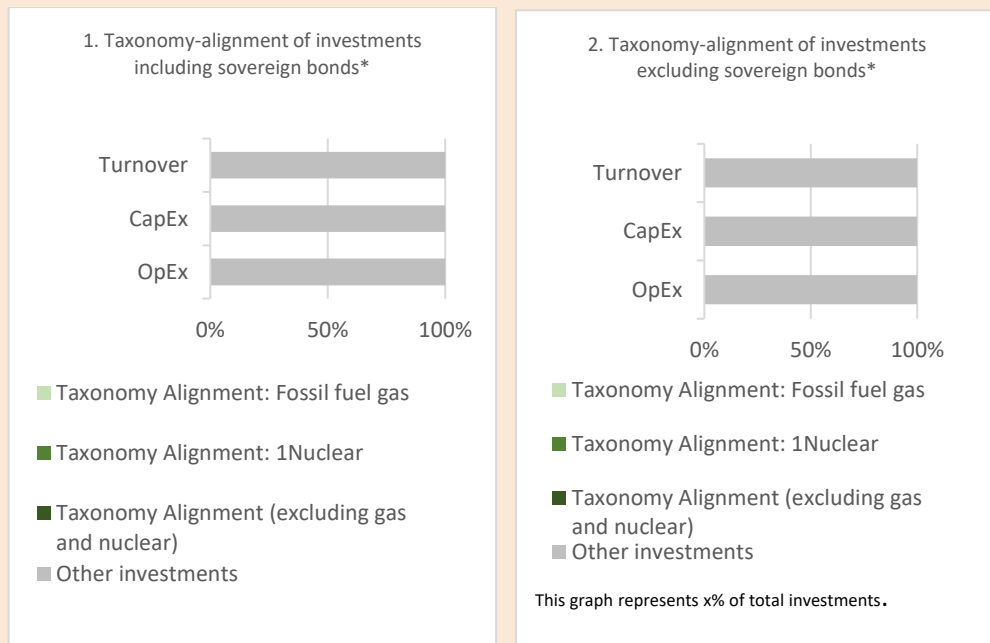 1. Taxonomy-alignment of investments
including sovereign bonds*
Turnover
CapEx
OpEx
0% 50% 100%
Taxonomy Alignment: Fossil fuel gas
Taxonomy Alignment: 1Nuclear
Taxonomy Alignment (excluding gas
and nuclear)
Other investments
2. Taxonomy-alignment of investments
excluding sovereign bonds*
Turnover
CapEx
OpEx
0% 50% 100%
Taxonomy Alignment: Fossil fuel gas
Taxonomy Alignment: 1Nuclear
Taxonomy Alignment (excluding gas
and nuclear)
Other investments
This graph represents x% of total investments.